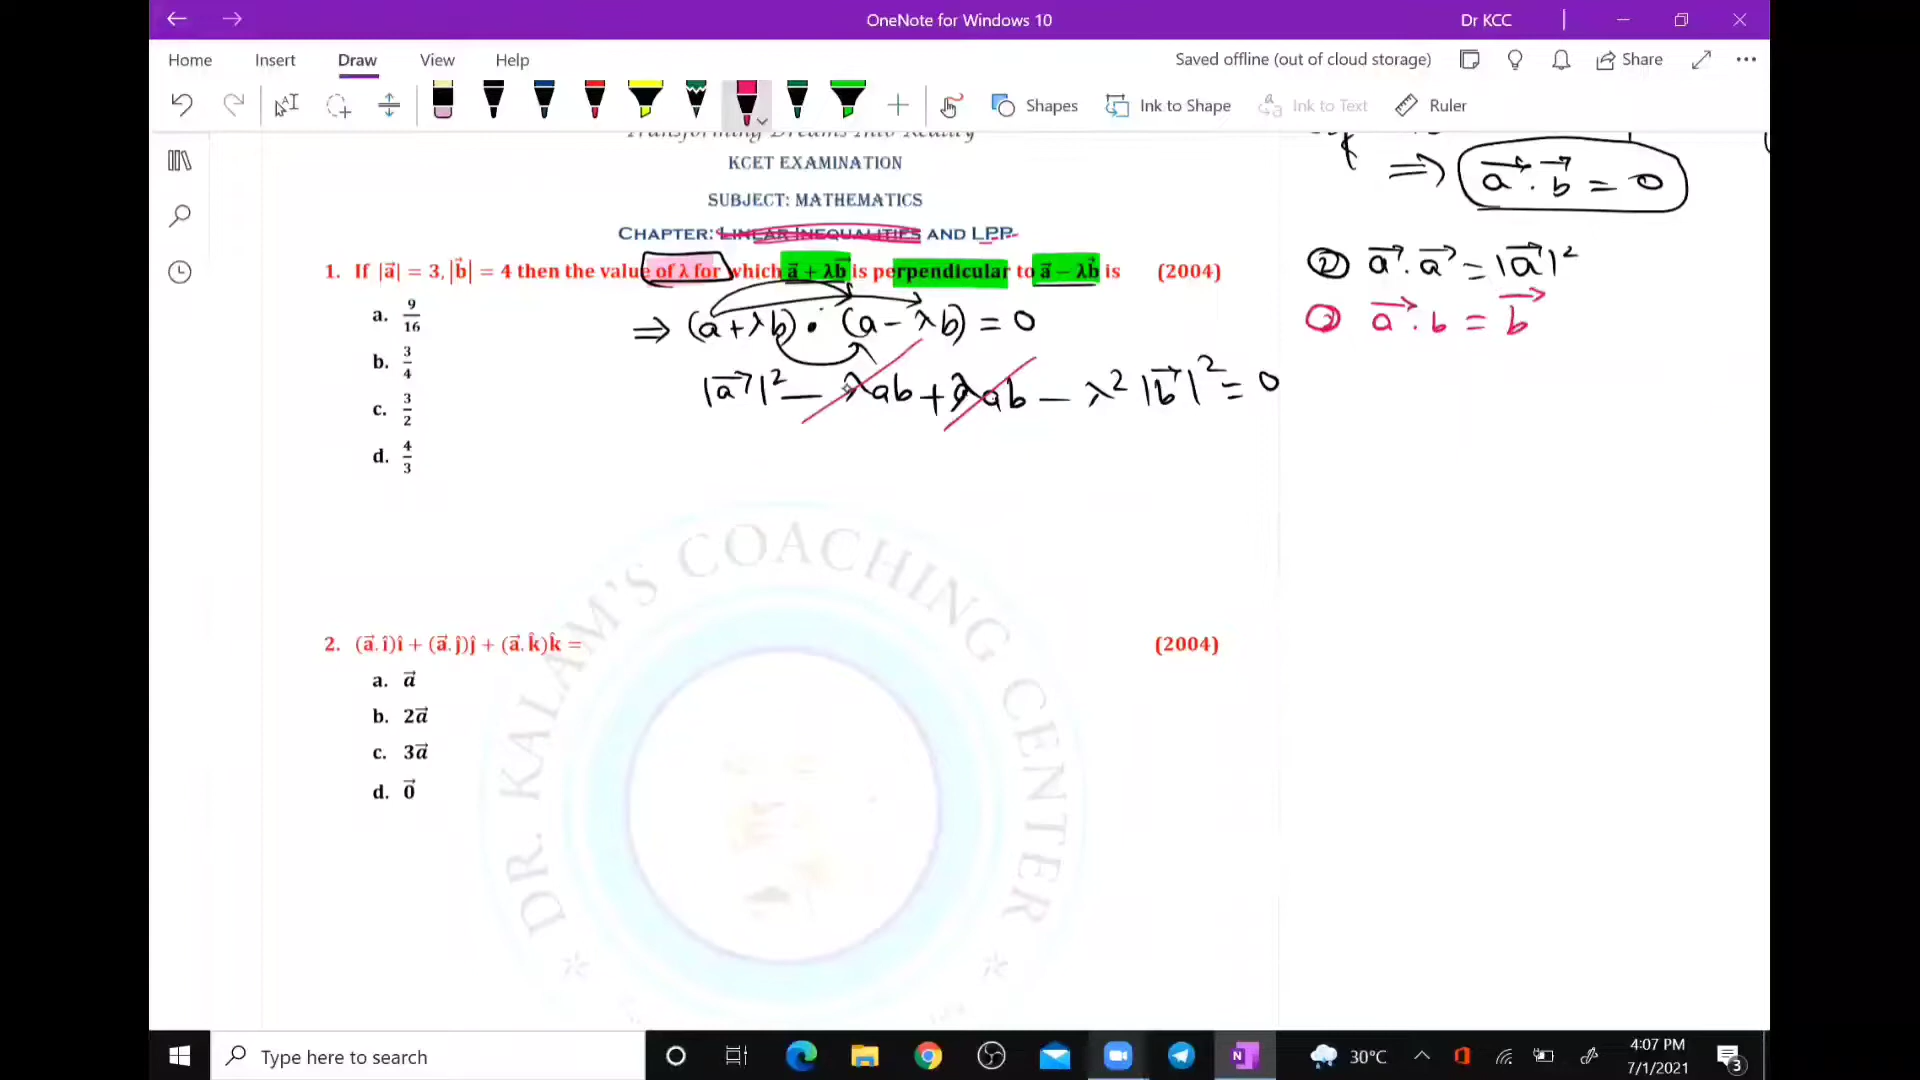 OneNote for Windows 10
Dr KCC
Home Insert Draw View Help
Saved offline (out of cloud storage)
Share
Shapes
Ink to Shape
Ink to Text
Ruler
Transforming Dreams Into Reality
KCET EXAMINATION
SUBJECT: MATHEMATICS
CHAPTER: LINEAR INEQUALITIES AND LPP
1. If |a⃗| = 3, |b⃗| = 4 then the value of λ for which a⃗ + λb⃗ is perpendicular to a⃗ − λb⃗ is (2004)
a. 9/16
b. 3/4
c. 3/2
d. 4/3
⇒ (a+λb)•(a−λb) = 0
|a⃗|² − λab + λab − λ² |b⃗|² = 0
⇒ a⃗ . b⃗ = 0
② a⃗ . a⃗ = |a⃗|²
a⃗ . b = b⃗
2. (a⃗. î)î + (a⃗. ĵ)ĵ + (a⃗. k̂)k̂ = (2004)
a. a⃗
b. 2a⃗
c. 3a⃗
d. 0⃗
DR. KALAM'S COACHING CENTER
Type here to search
30°C
4:07 PM
7/1/2021
3